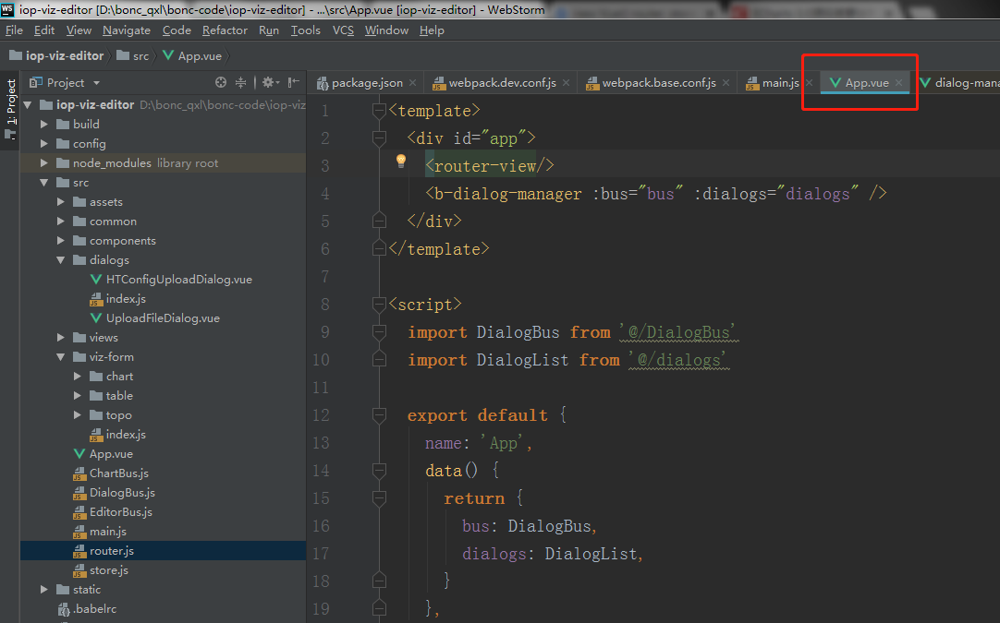 WS iop-viz-editor [D:\bonc_qxl\bonc-code\iop-viz-editor] - ...\src\App.vue [iop-viz-editor] - WebStorm
File Edit View Navigate Code Refactor Run Tools VCS Window Help
iop-viz-editor src App.vue
1: Project
Project
package.json webpack.dev.conf.js webpack.base.conf.js main.js App.vue dialog-mana
iop-viz-editor D:\bonc_qxl\bonc-code\iop-viz
build
config
node_modules library root
src
assets
common
components
dialogs
HTConfigUploadDialog.vue
index.js
UploadFileDialog.vue
views
viz-form
chart
table
topo
index.js
App.vue
ChartBus.js
DialogBus.js
EditorBus.js
main.js
router.js
store.js
static
.babelrc
1 <template>
2 <div id="app">
3 <router-view/>
4 <b-dialog-manager :bus="bus" :dialogs="dialogs" />
5 </div>
6 </template>
7
8 <script>
9 import DialogBus from '@/DialogBus'
10 import DialogList from '@/dialogs'
11
12 export default {
13 name: 'App',
14 data() {
15 return {
16 bus: DialogBus,
17 dialogs: DialogList,
18 }
19 },